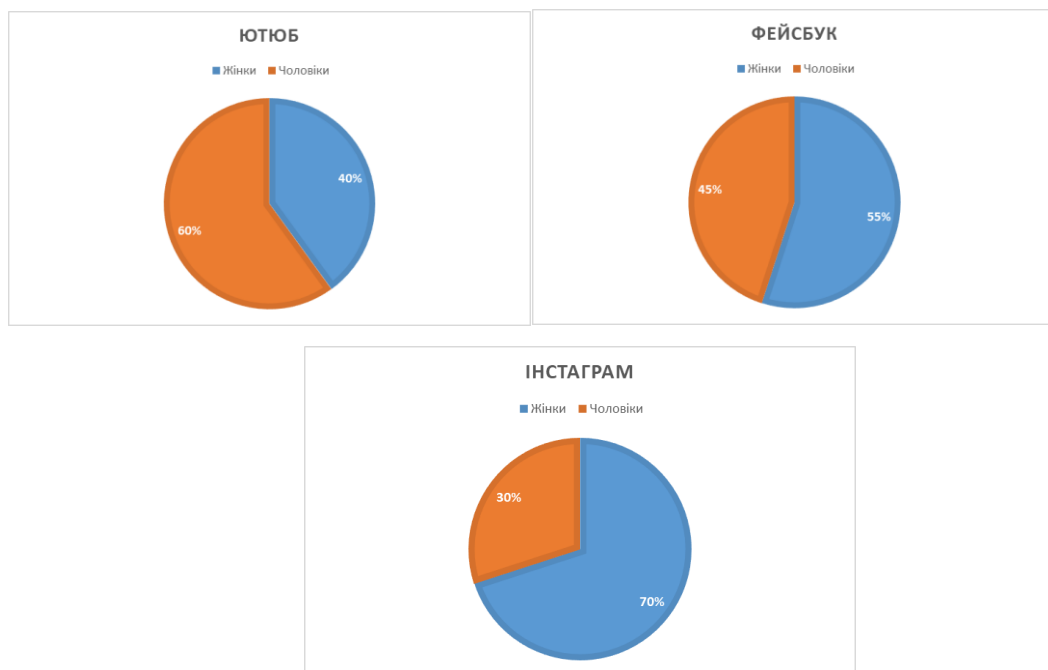 ЮТЮБ
Жінки Чоловіки
40%
60%
ФЕЙСБУК
Жінки Чоловіки
45%
55%
ІНСТАГРАМ
Жінки Чоловіки
30%
70%